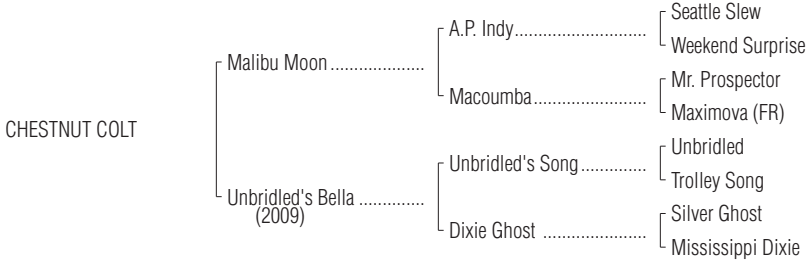 Seattle Slew
A.P. Indy............................
Weekend Surprise
Malibu Moon ....................
Mr. Prospector
Macoumba........................
Maximova (FR)
CHESTNUT COLT
Unbridled
Unbridled's Song..............
Trolley Song
Unbridled's Bella ..............
(2009)
Silver Ghost
Dixie Ghost ......................
Mississippi Dixie